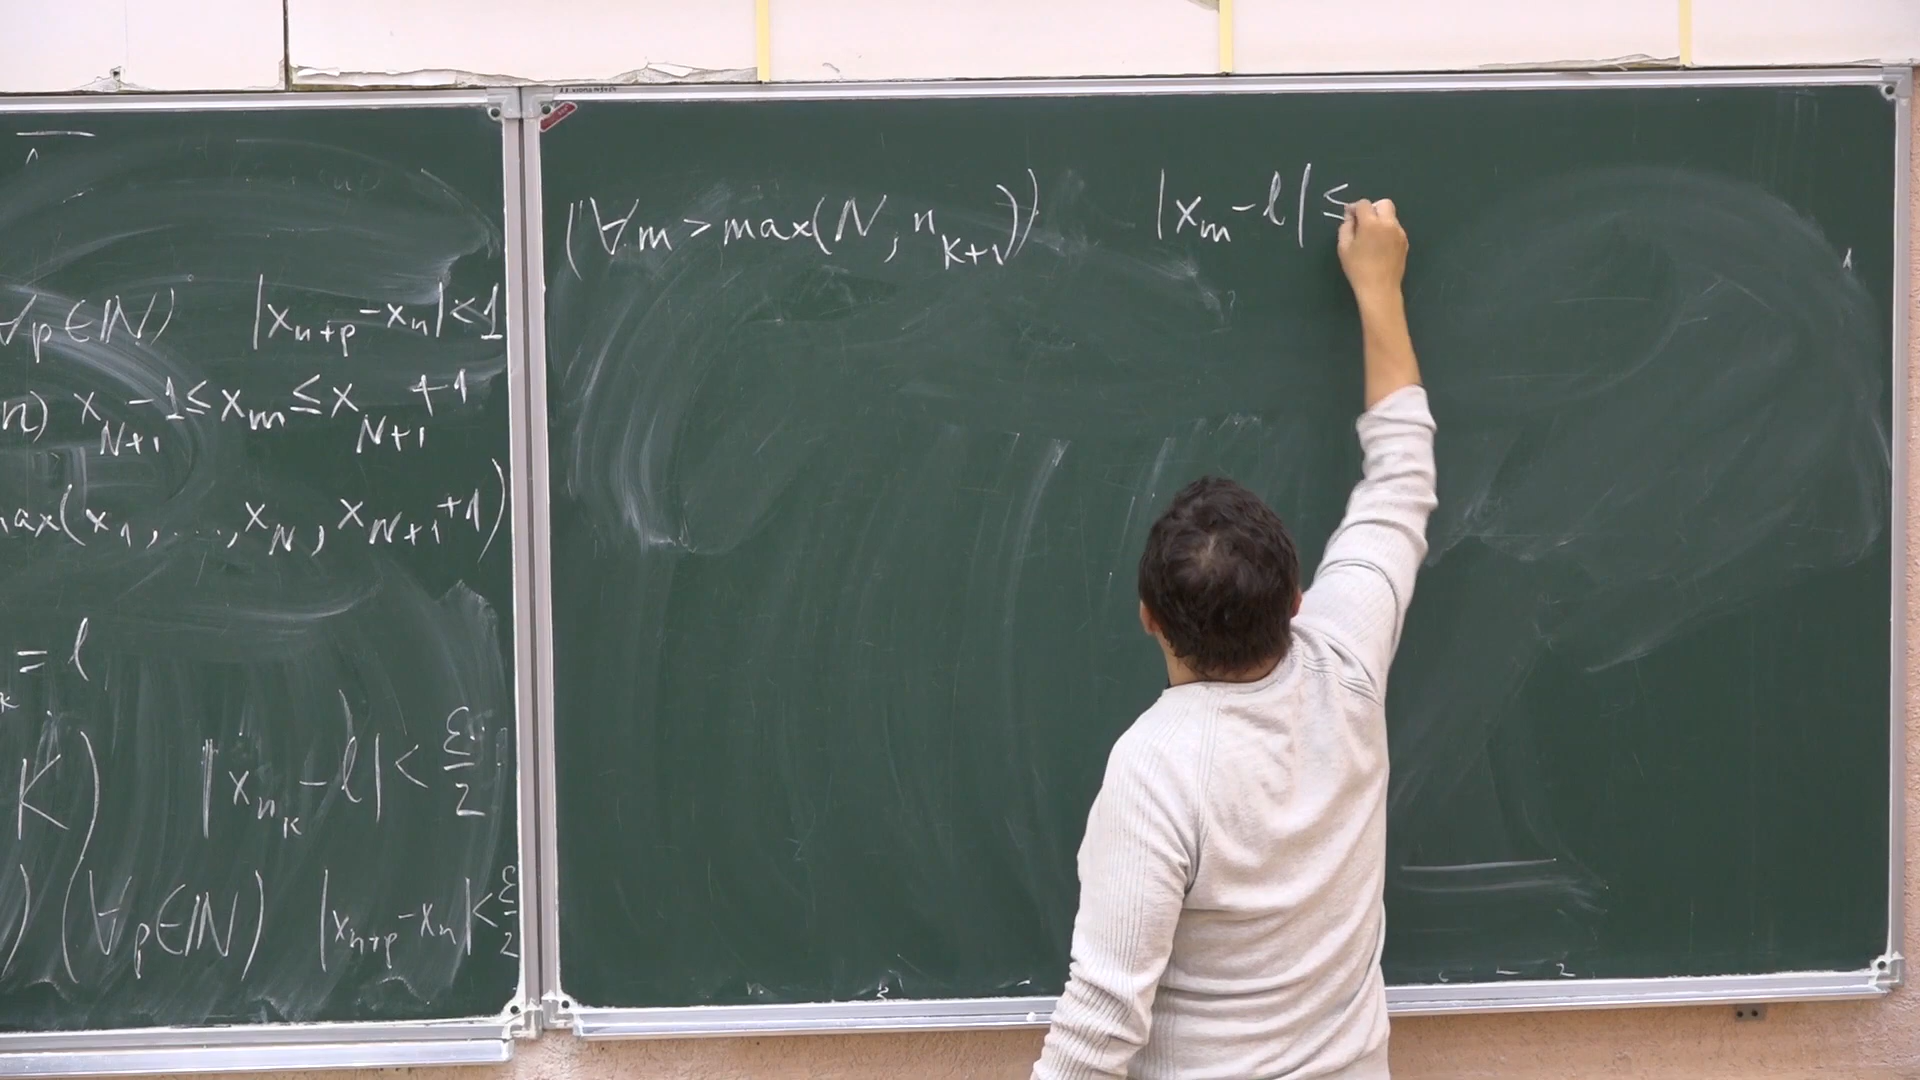 ∀p∈ℕ) |x_{n+p} - x_n| < 1
n) x_{N+1} - 1 ≤ x_m ≤ x_{N+1} + 1
max(x_1, ..., x_N, x_{N+1} + 1)
= l
K) |x_{n_k} - l| < ε/2
) (∀p∈ℕ) |x_{n+p} - x_n| < ε/2
(∀m > max(N, n_{K+1})) |x_m - l| ≤